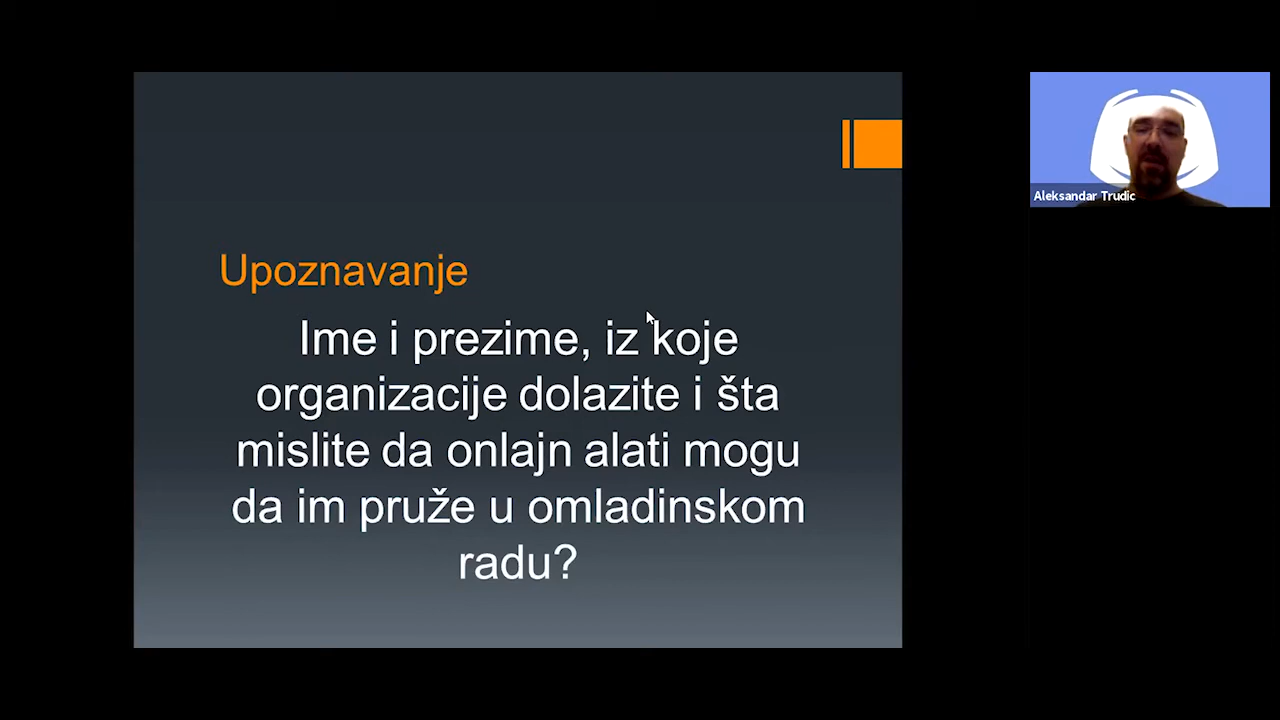 Upoznavanje
Ime i prezime, iz koje
organizacije dolazite i šta
mislite da onlajn alati mogu
da im pruže u omladinskom
radu?
Aleksandar Trudic